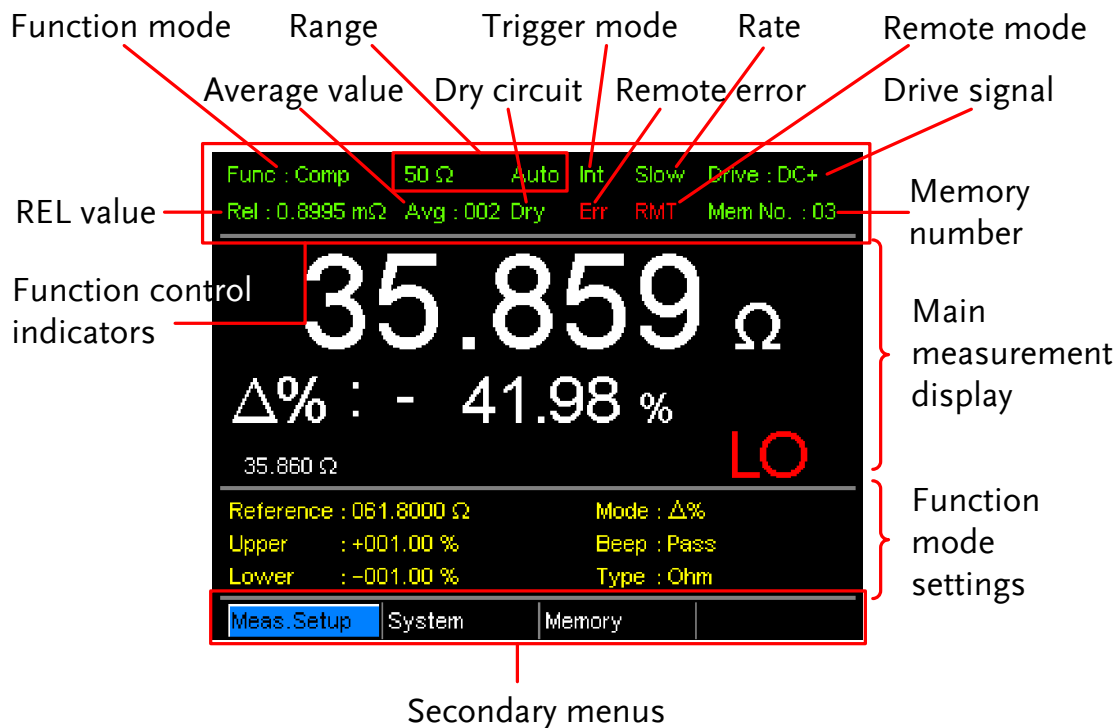 Function mode Range Trigger mode Rate Remote mode
Average value Dry circuit Remote error Drive signal
Func : Comp 50 Ω Auto Int Slow Drive : DC+
REL value Rel : 0.8995 mΩ Avg : 002 Dry Err RMT Mem No. : 03
Memory
number
35.859 Ω
Function control
indicators
Main
measurement
display
Δ% : - 41.98 %
35.860 Ω LO
Reference : 061.8000 Ω Mode : Δ%
Upper : +001.00 % Beep : Pass
Lower : -001.00 % Type : Ohm
Function
mode
settings
Meas.Setup System Memory
Secondary menus